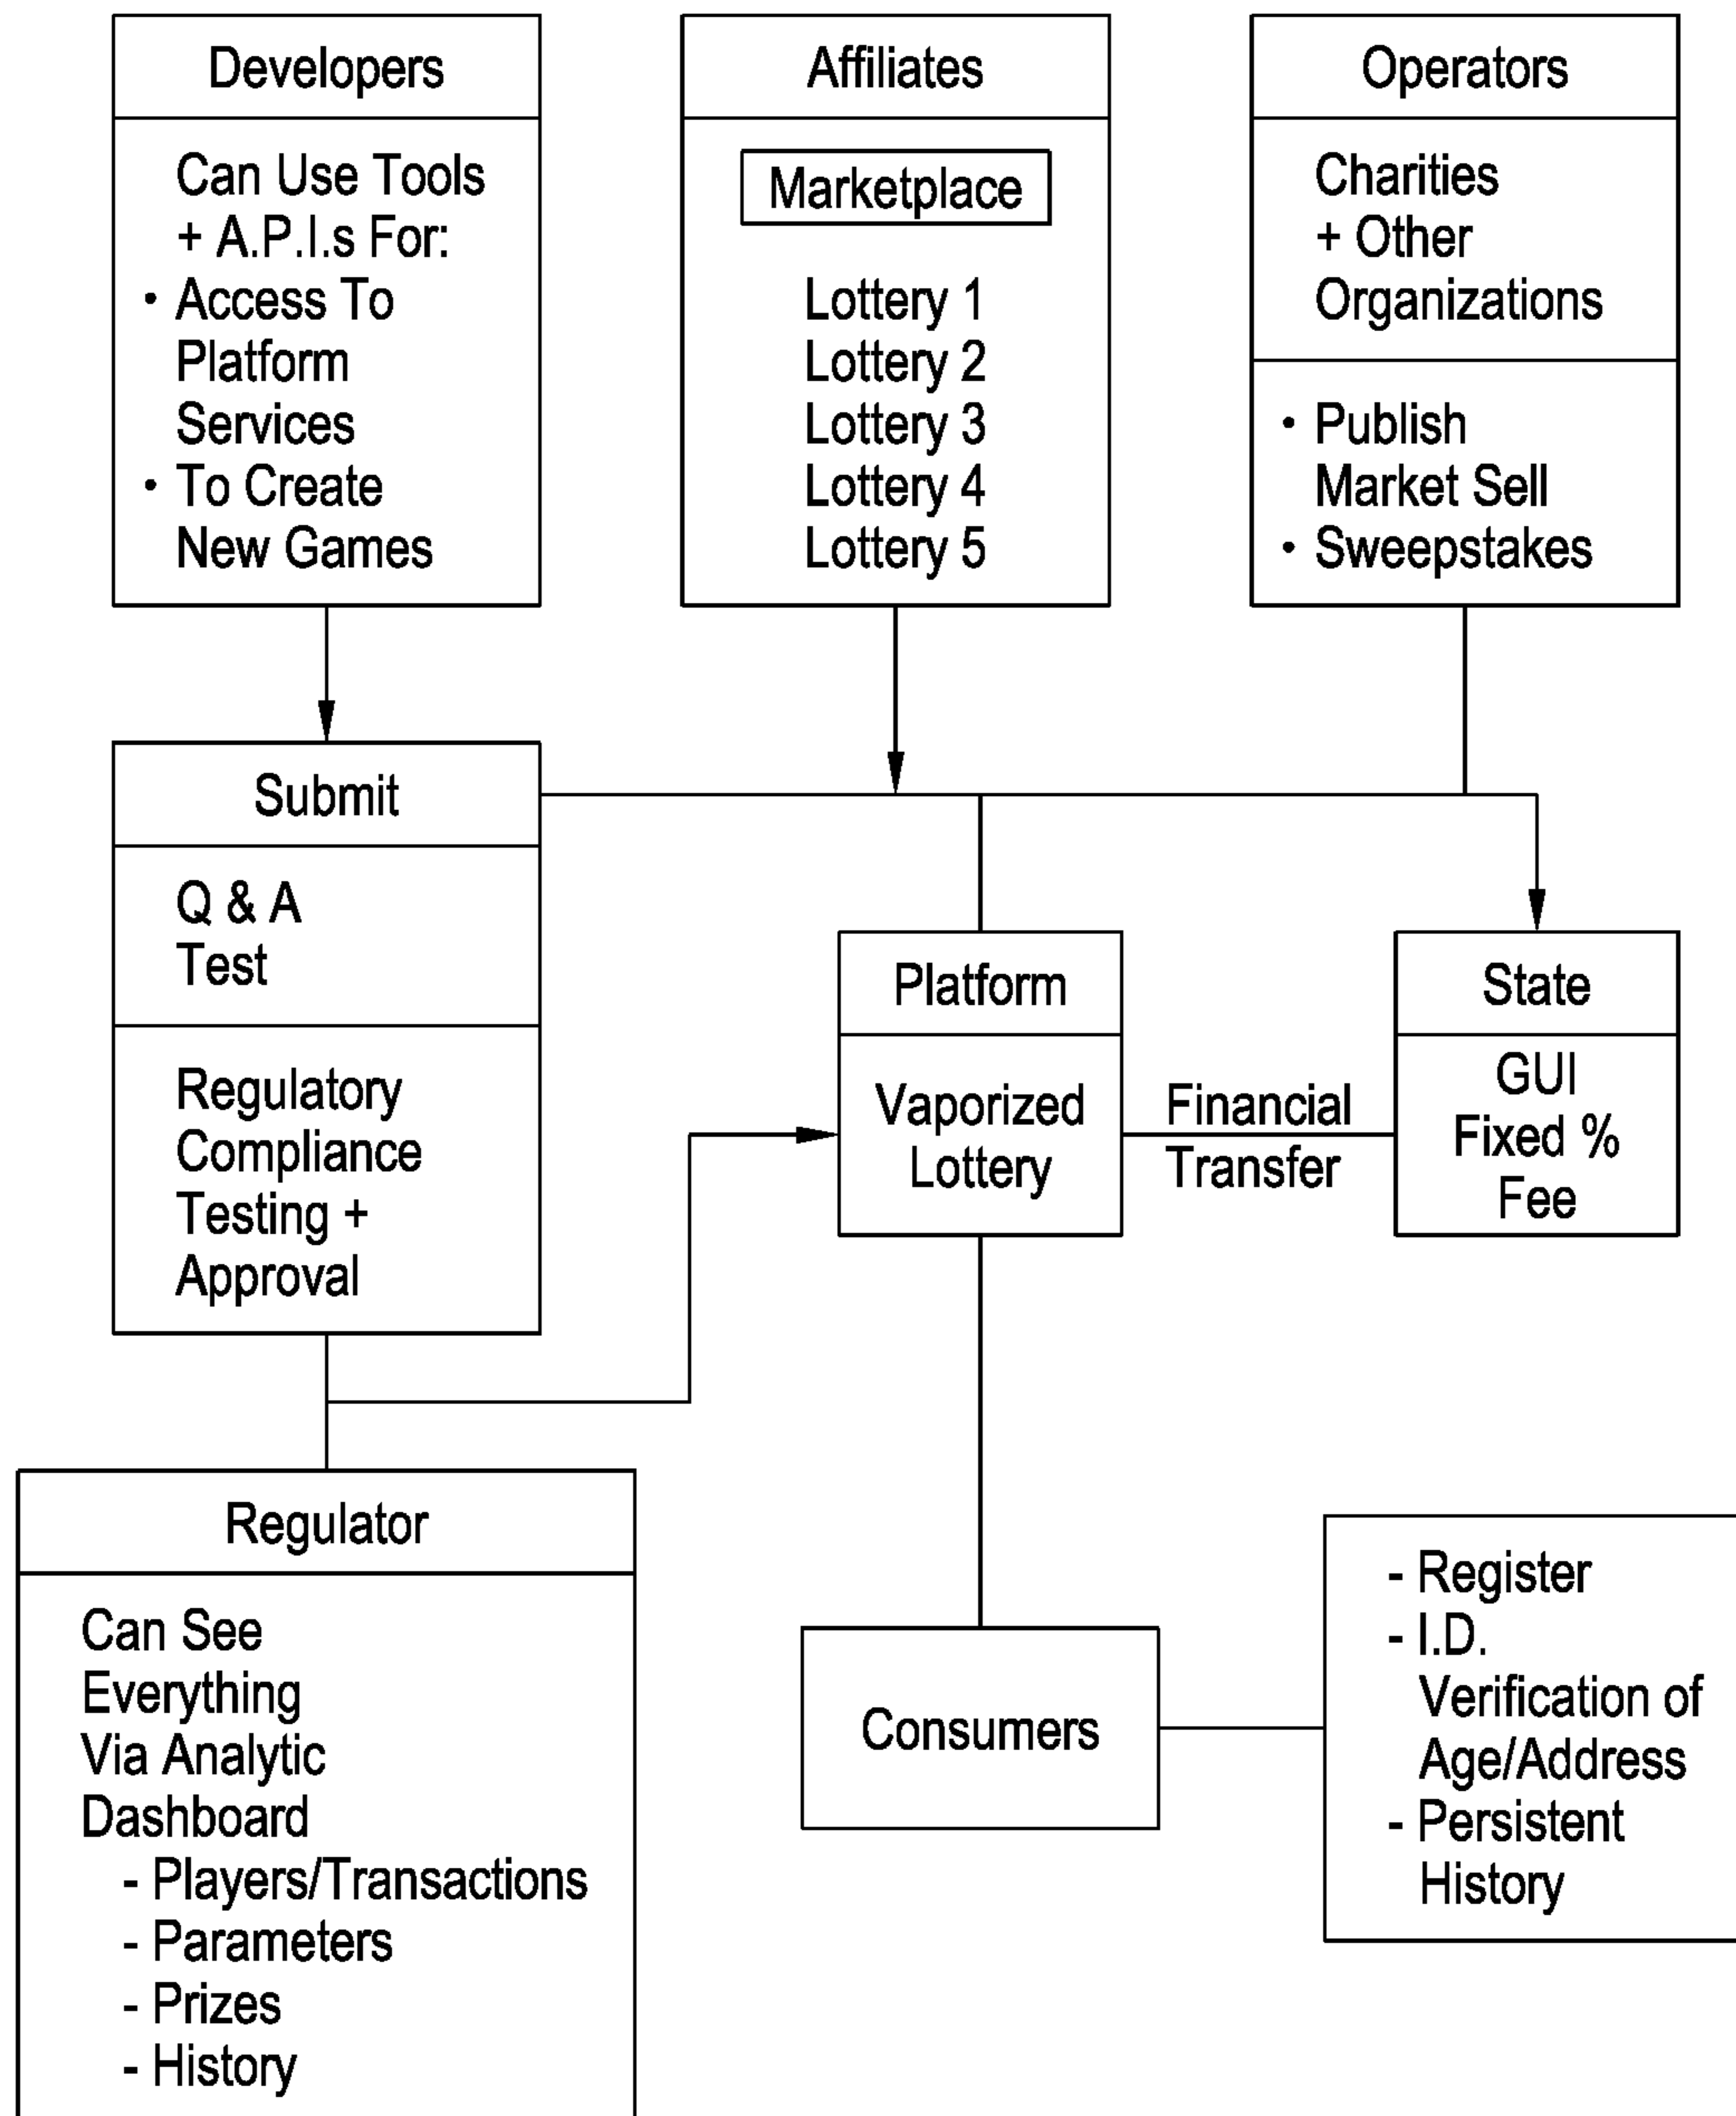 Developers
Can Use Tools
+ A.P.I.s For:
• Access To
Platform
Services
• To Create
New Games
Affiliates
Marketplace
Lottery 1
Lottery 2
Lottery 3
Lottery 4
Lottery 5
Operators
Charities
+ Other
Organizations
• Publish
Market Sell
• Sweepstakes
Submit
Q & A
Test
Regulatory
Compliance
Testing +
Approval
Platform
Vaporized
Lottery
Financial
Transfer
State
GUI
Fixed %
Fee
Regulator
Can See
Everything
Via Analytic
Dashboard
- Players/Transactions
- Parameters
- Prizes
- History
Consumers
- Register
- I.D.
Verification of
Age/Address
- Persistent
History